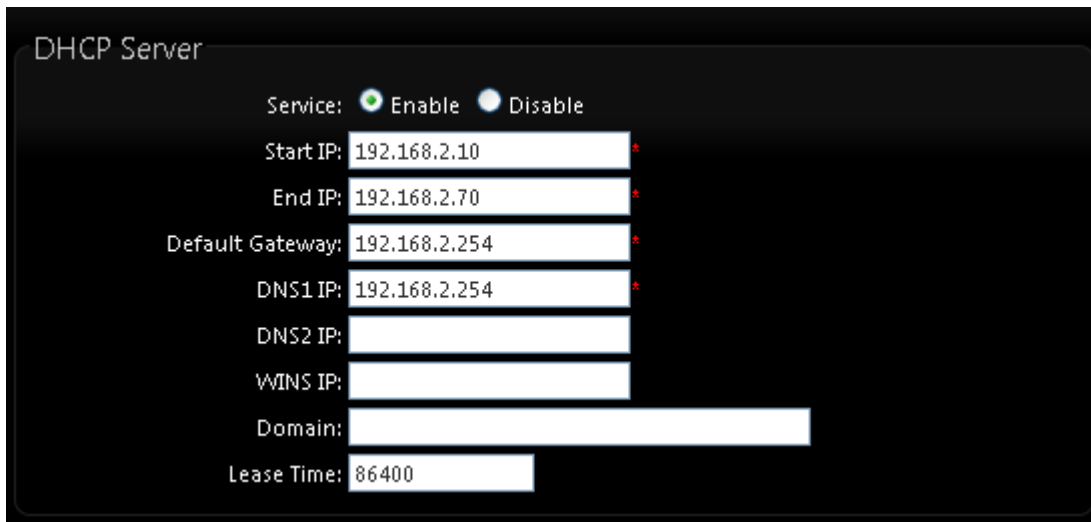 DHCP Server
Service: Enable Disable
Start IP: 192.168.2.10 *
End IP: 192.168.2.70 *
Default Gateway: 192.168.2.254 *
DNS1 IP: 192.168.2.254 *
DNS2 IP:
WINS IP:
Domain:
Lease Time: 86400